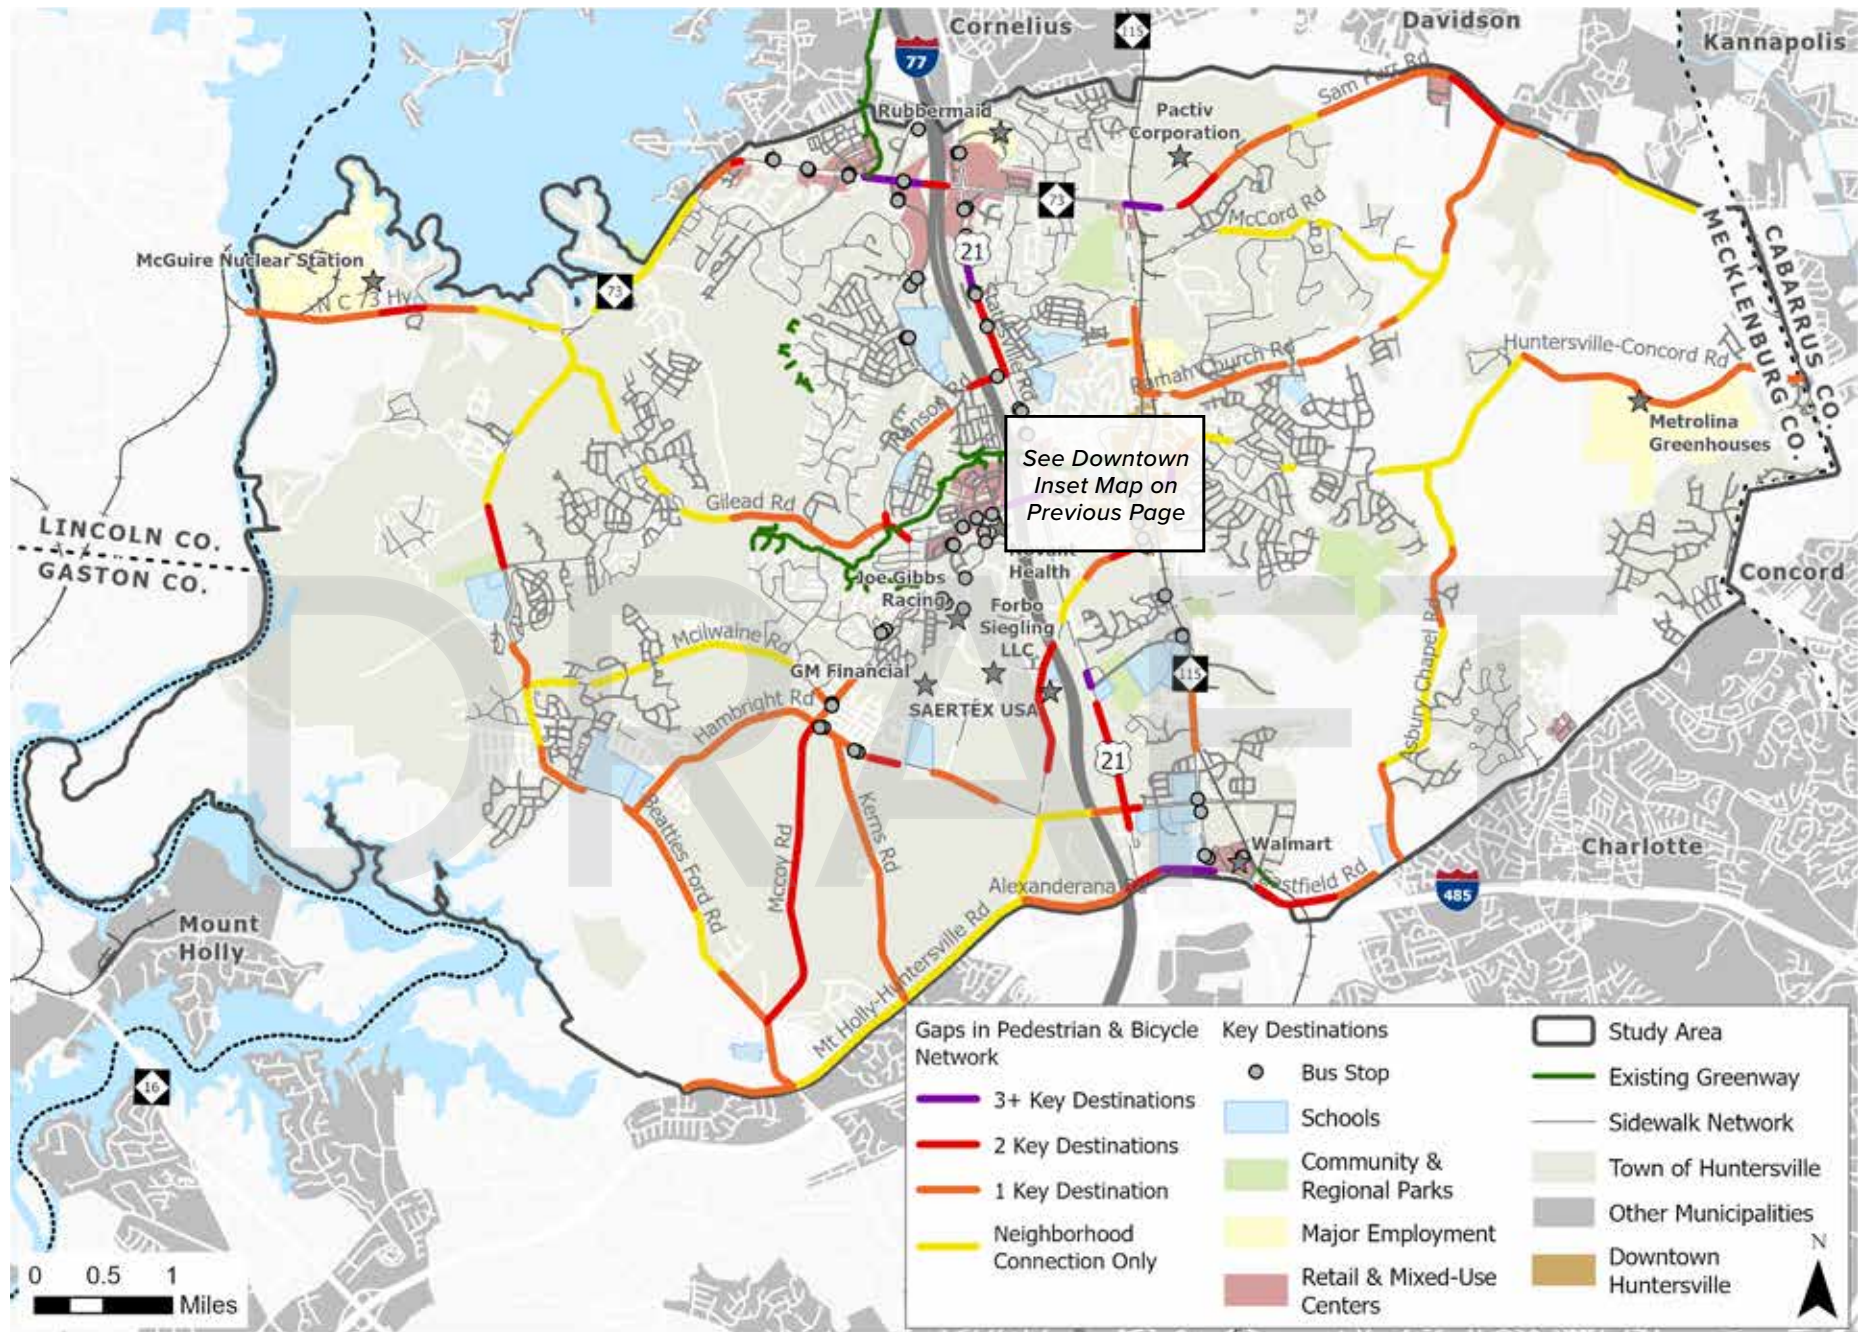 Cornelius
115
Davidson
Kannapolis
77
Rubbermaid
Pactiv
Corporation
Sam Furr Rd
73
McCord Rd
21
McGuire Nuclear Station
N C 73 Hy
73
MECKLENBURG CO.
CABARRUS CO.
Statesville Rd
Ramah Church Rd
Huntersville-Concord Rd
Ranson Rd
Metrolina
Greenhouses
See Downtown
Inset Map on
Previous Page
Gilead Rd
LINCOLN CO.
GASTON CO.
Novant
Health
Joe Gibbs
Racing
Forbo
Siegling
LLC
Concord
Mcilwaine Rd
GM Financial
115
SAERTEX USA
Hambright Rd
Asbury Chapel Rd
21
DRAFT
Beatties Ford Rd
Mccoy Rd
Kerns Rd
Walmart
Charlotte
Alexanderana Rd
Eastfield Rd
485
Mount
Holly
Mt Holly-Huntersville Rd
16
0 0.5 1
Miles
Gaps in Pedestrian & Bicycle
Network
3+ Key Destinations
2 Key Destinations
1 Key Destination
Neighborhood
Connection Only
Key Destinations
Bus Stop
Schools
Community &
Regional Parks
Major Employment
Retail & Mixed-Use
Centers
Study Area
Existing Greenway
Sidewalk Network
Town of Huntersville
Other Municipalities
Downtown
Huntersville
N